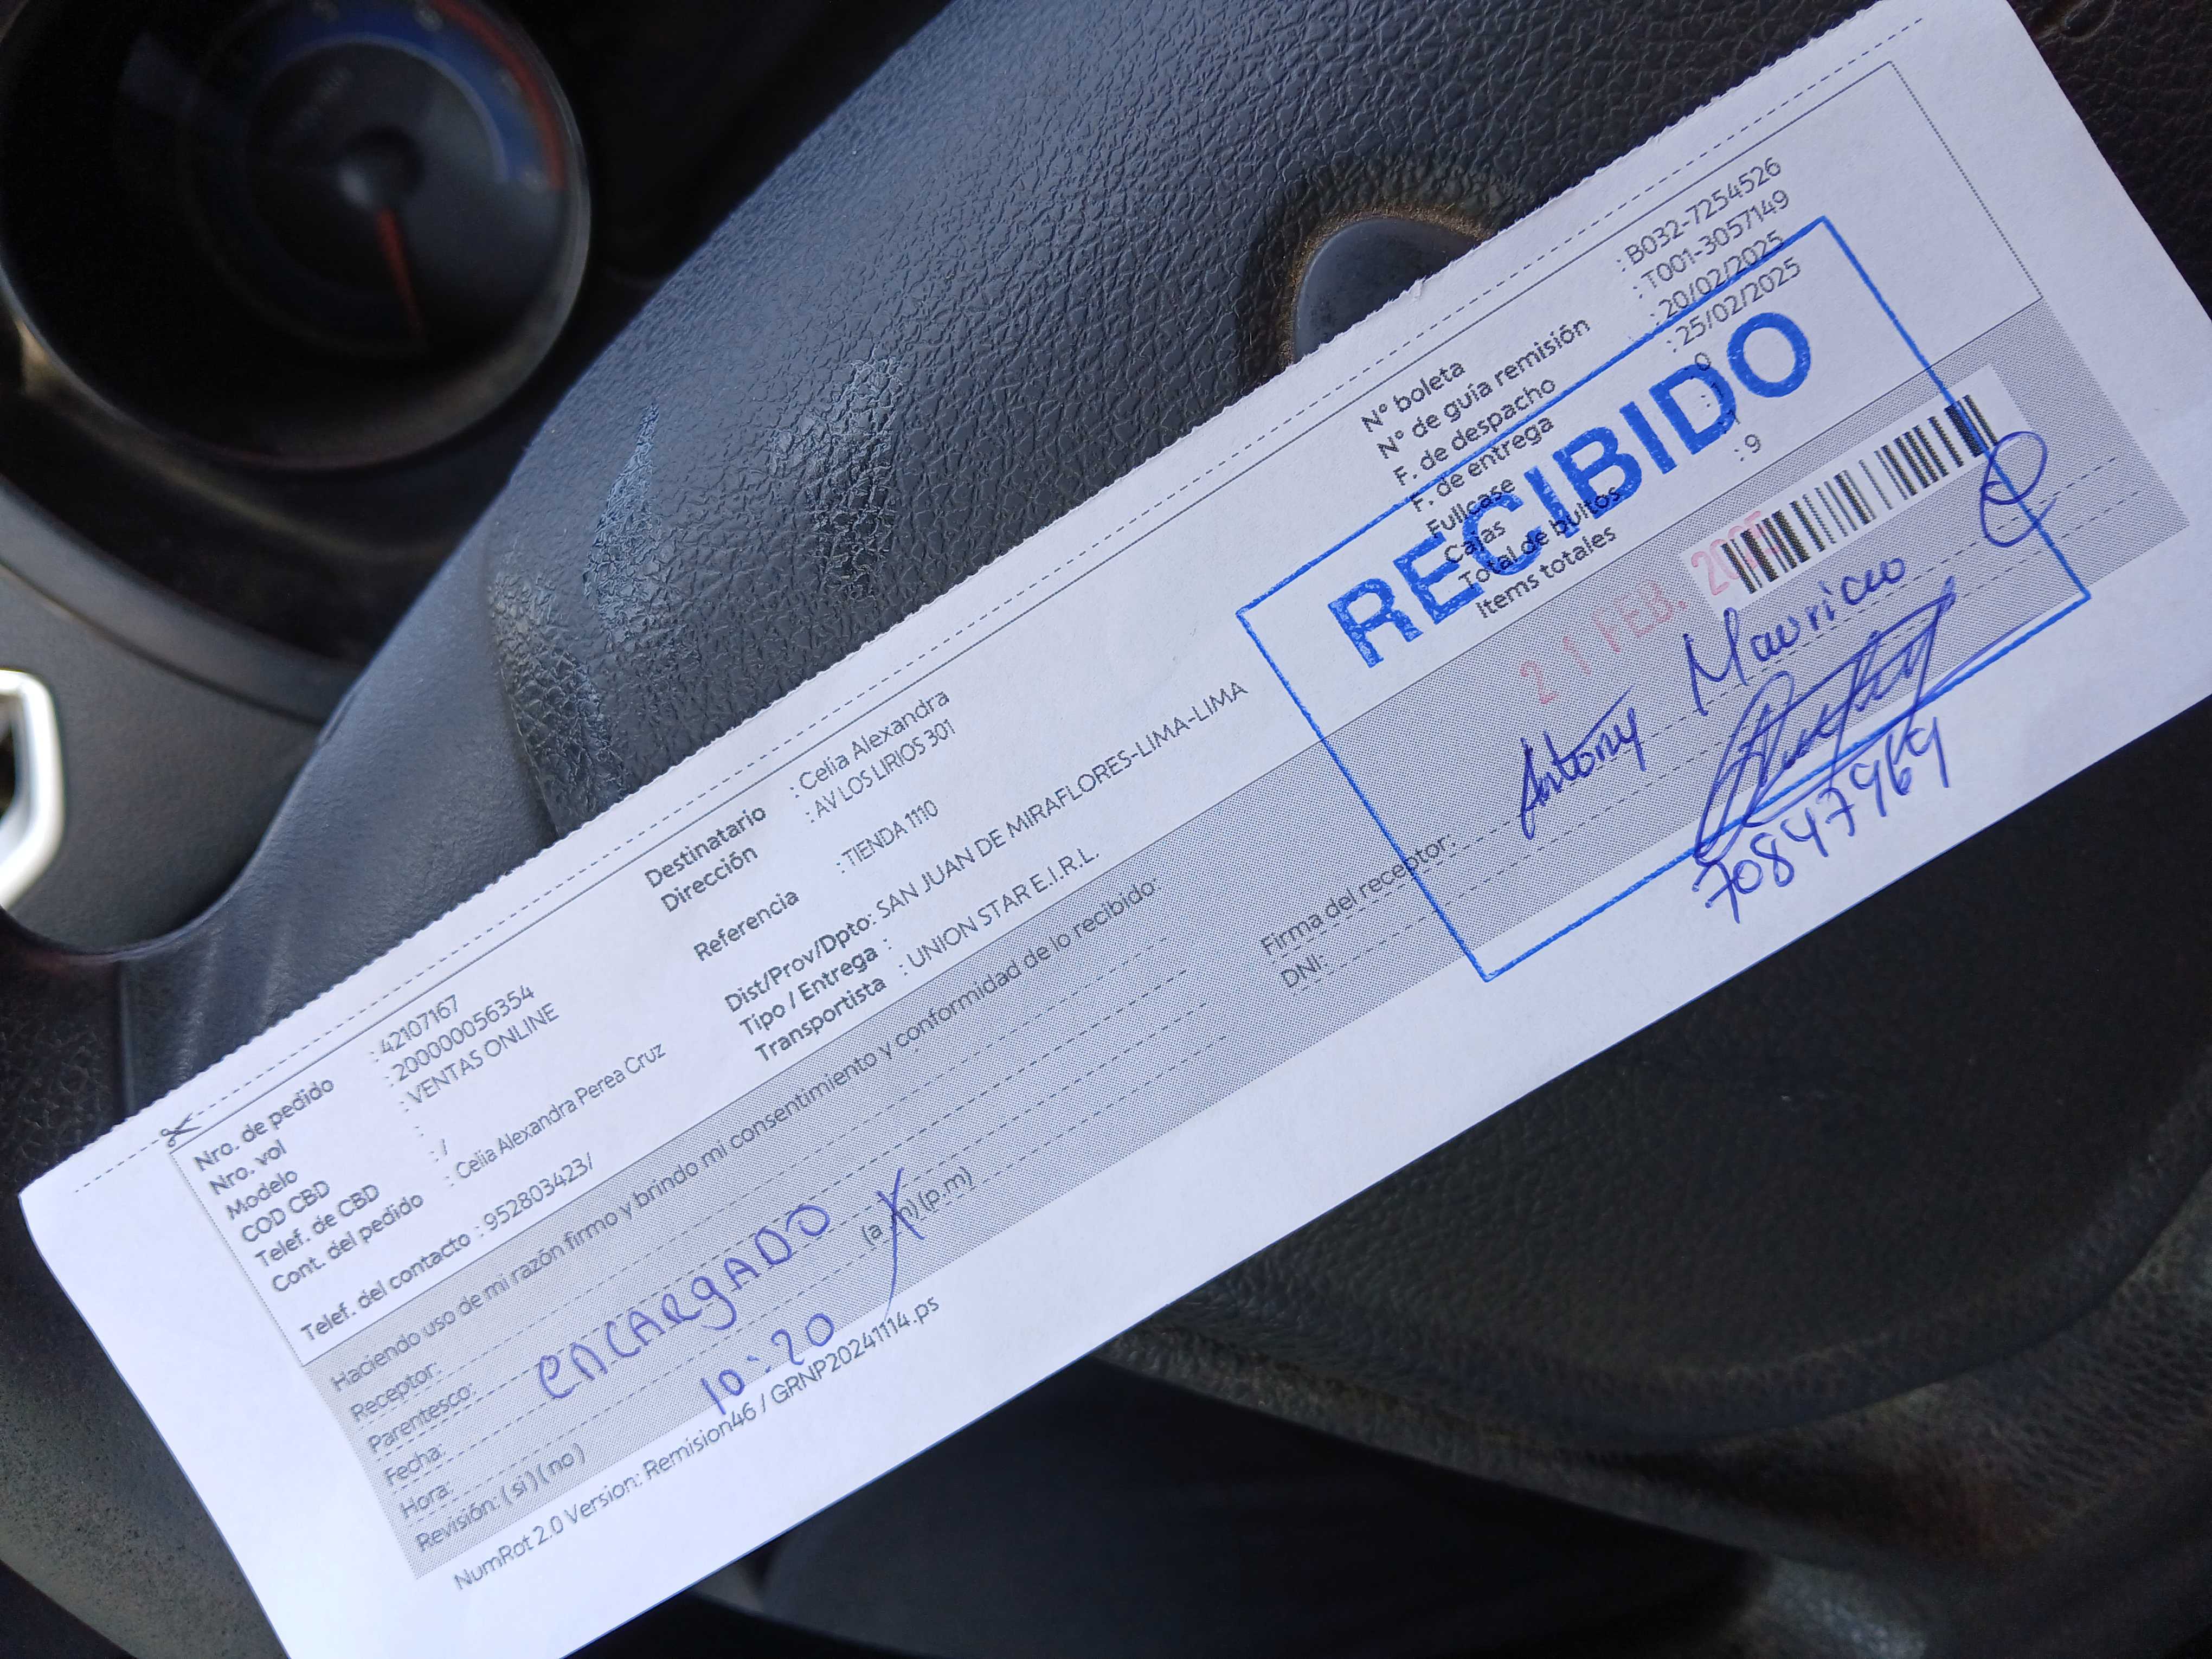 Nro. de pedido : 42107167
Nro. vol : 200000056354
Modelo : VENTAS ONLINE
COD CBD :
Telef. de CBD : /
Cont. del pedido : Celia Alexandra Perea Cruz
Telef. del contacto : 952803423/
Destinatario : Celia Alexandra
Dirección : AV LOS LIRIOS 301
Referencia : TIENDA 1110
Dist/Prov/Dpto: SAN JUAN DE MIRAFLORES-LIMA-LIMA
Tipo / Entrega :
Transportista : UNION STAR E.I.R.L.
N° boleta : B032-7254526
N° de guía remisión : T001-3057149
F. de despacho : 20/02/2025
F. de entrega : 25/02/2025
Fullcase : 0
Cajas : 1
Total de bultos : 1
Items totales : 9
RECIBIDO
21 FEB. 2025
Haciendo uso de mi razón firmo y brindo mi consentimiento y conformidad de lo recibido:
Receptor:
Parentesco: eNCARgADO
Fecha:
Hora: 10:20 (a.m)(p.m)
Revisión: ( si ) ( no )
Antony Mauricio
Firma del receptor:
DNI: 70847969
NumRot 2.0 Version: Remision46 / GRNP20241114.ps